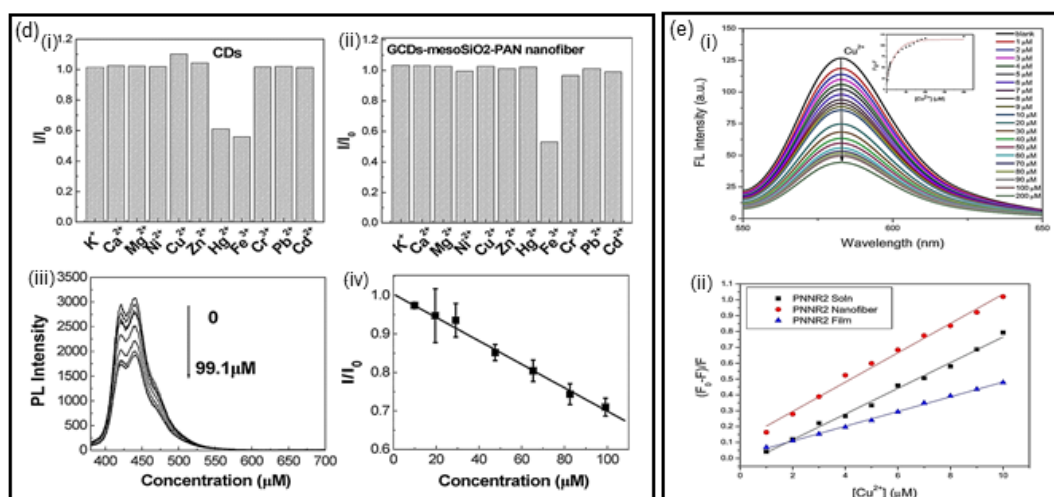 (d)
(i)
CDs
I/I0
1.2
1.0
0.8
0.6
0.4
0.2
0.0
K+ Ca2+ Mg2+ Ni2+ Cu2+ Zn2+ Hg2+ Fe3+ Cr3+ Pb2+ Cd2+
(ii)
GCDs-mesoSiO2-PAN nanofiber
I/I0
1.2
1.0
0.8
0.6
0.4
0.2
0.0
K+ Ca2+ Mg2+ Ni2+ Cu2+ Zn2+ Hg2+ Fe3+ Cr3+ Pb2+ Cd2+
(iii)
PL Intensity
3500
3000
2500
2000
1500
1000
500
0
0
99.1μM
400 450 500 550 600 650 700
Concentration (μM)
(iv)
I/I0
1.0
0.9
0.8
0.7
0.6
0 20 40 60 80 100
Concentration (μM)
(e)
(i)
FL intensity (a.u.)
150
125
100
75
50
25
0
Cu2+
[Cu2+] (μM)
blank
1 μM
2 μM
3 μM
4 μM
5 μM
6 μM
7 μM
8 μM
9 μM
10 μM
20 μM
30 μM
40 μM
50 μM
60 μM
70 μM
80 μM
90 μM
100 μM
200 μM
550 600 650
Wavelength (nm)
(ii)
(F0-F)/F
1.1
1.0
0.9
0.8
0.7
0.6
0.5
0.4
0.3
0.2
0.1
0.0
PNNR2 Soln
PNNR2 Nanofiber
PNNR2 Film
0 2 4 6 8 10
[Cu2+] (μM)